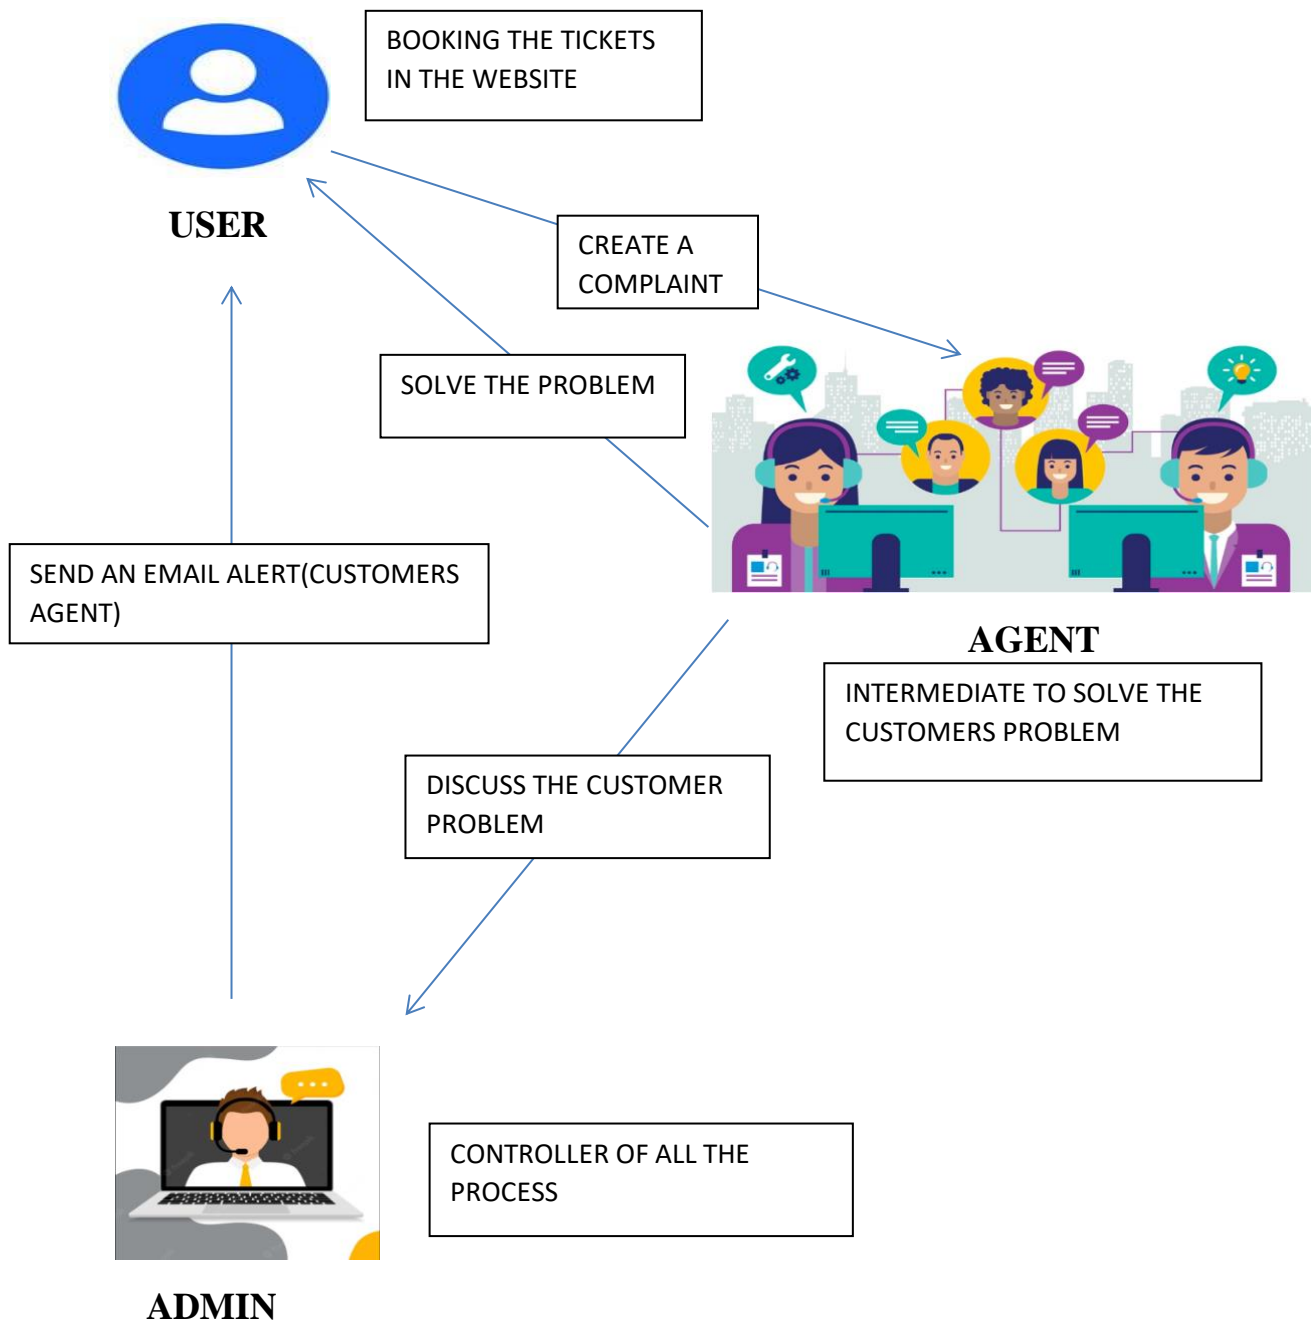 BOOKING THE TICKETS
IN THE WEBSITE
USER
CREATE A
COMPLAINT
SOLVE THE PROBLEM
SEND AN EMAIL ALERT(CUSTOMERS
AGENT)
AGENT
INTERMEDIATE TO SOLVE THE
CUSTOMERS PROBLEM
DISCUSS THE CUSTOMER
PROBLEM
CONTROLLER OF ALL THE
PROCESS
ADMIN